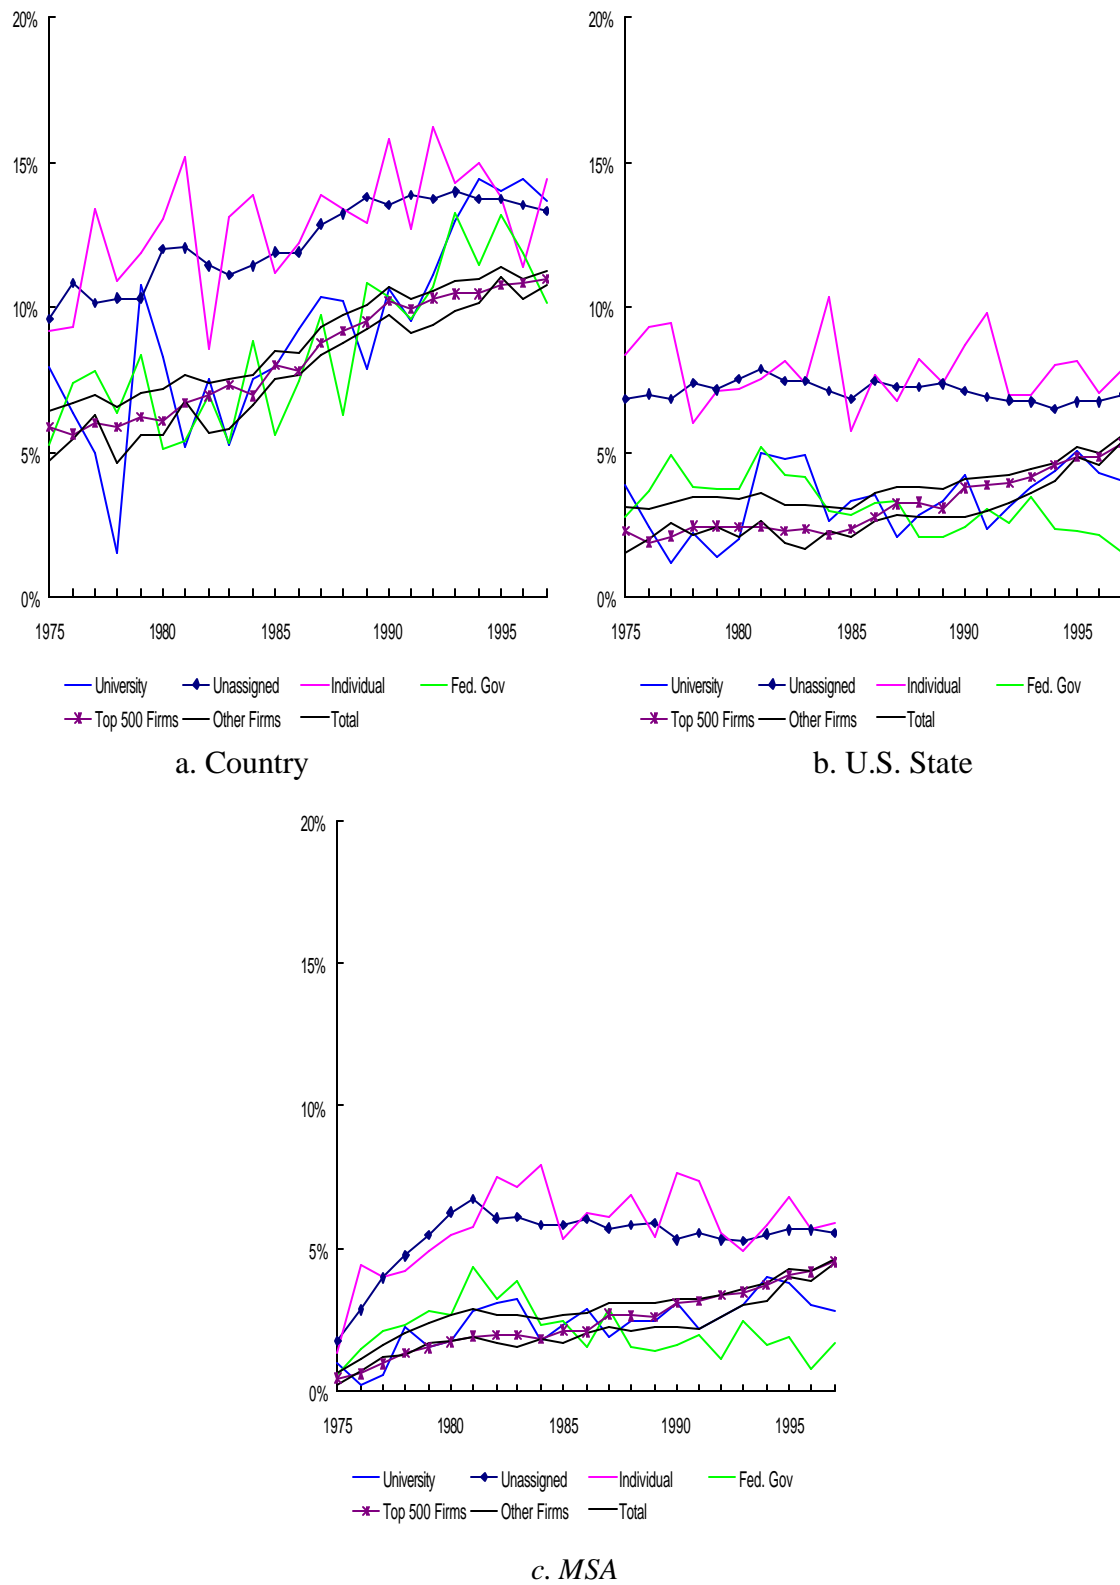 20%
15%
10%
5%
0%
1975 1980 1985 1990 1995
University Unassigned Individual Fed. Gov
Top 500 Firms Other Firms Total
a. Country
20%
15%
10%
5%
0%
1975 1980 1985 1990 1995
University Unassigned Individual Fed. Gov
Top 500 Firms Other Firms Total
b. U.S. State
20%
15%
10%
5%
0%
1975 1980 1985 1990 1995
University Unassigned Individual Fed. Gov
Top 500 Firms Other Firms Total
c. MSA